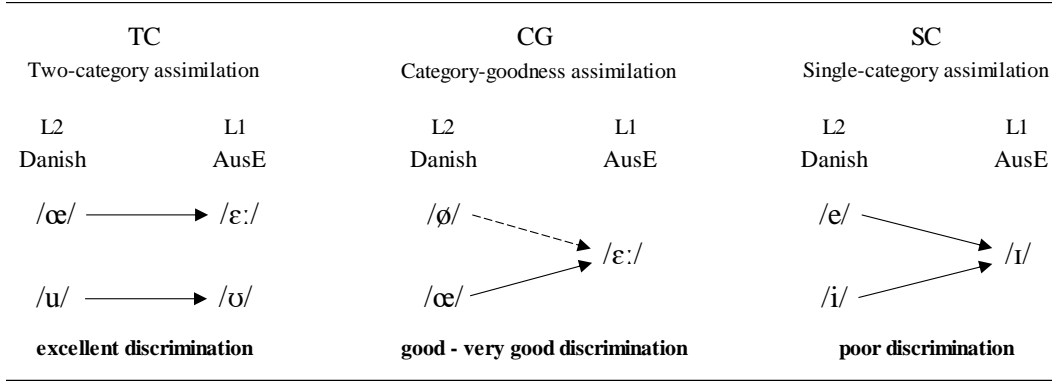 TC CG SC
Two-category assimilation Category-goodness assimilation Single-category assimilation
L2 L1 L2 L1 L2 L1
Danish AusE Danish AusE Danish AusE
/œ/ /ɛː/ /ø/ /e/
/ɛː/ /ɪ/
/u/ /ʊ/ /œ/ /i/
excellent discrimination good - very good discrimination poor discrimination